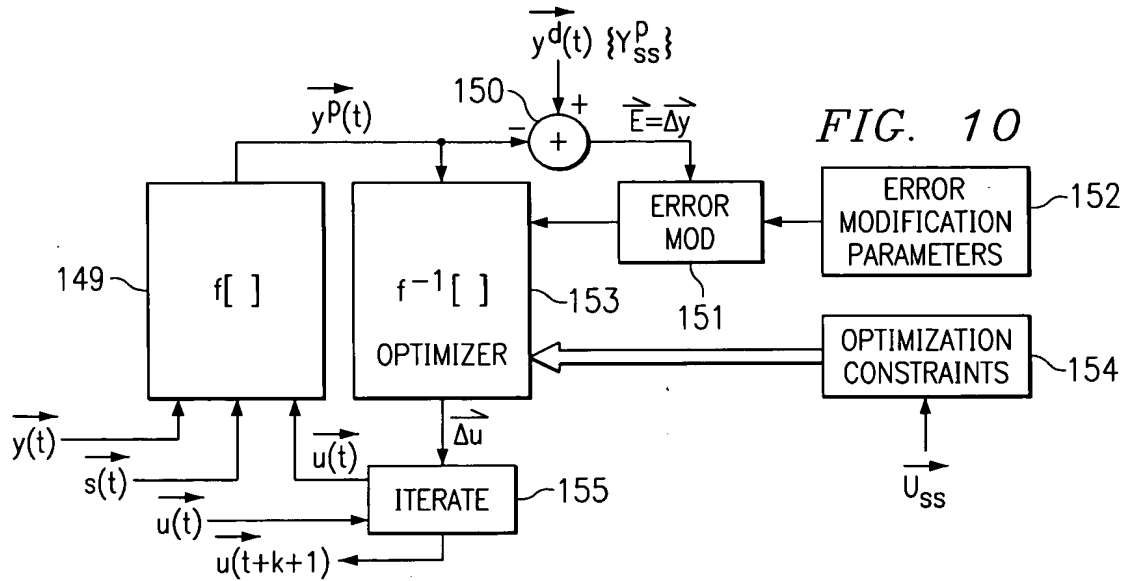 y^d(t) {Y^p_ss}
150
+
y^p(t)
−
+
E=Δy
FIG. 10
ERROR
MOD
151
ERROR
MODIFICATION
PARAMETERS
152
149
f[ ]
f^-1[ ]
OPTIMIZER
153
OPTIMIZATION
CONSTRAINTS
154
y(t)
s(t)
u(t)
Δu
ITERATE
155
u(t)
u(t+k+1)
U_ss